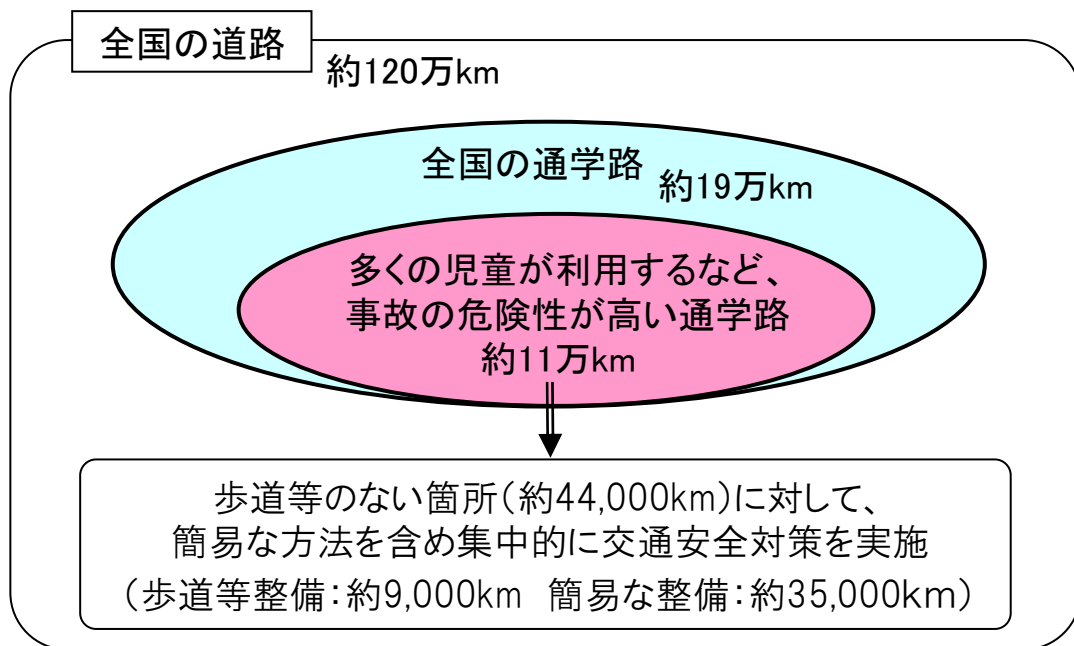 全国の道路
約120万km
全国の通学路
約19万km
多くの児童が利用するなど、
事故の危険性が高い通学路
約11万km
歩道等のない箇所(約44,000km)に対して、
簡易な方法を含め集中的に交通安全対策を実施
(歩道等整備:約9,000km 簡易な整備:約35,000km)